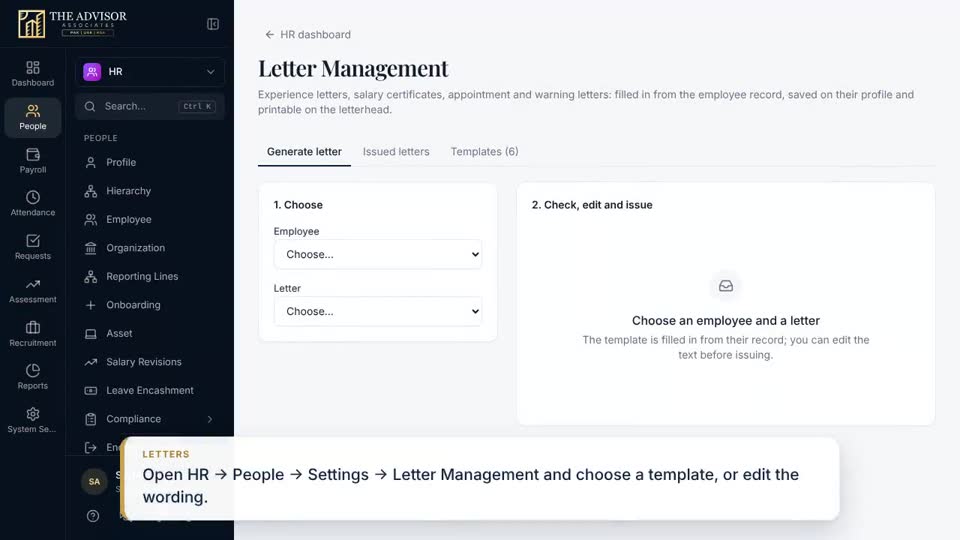 THE ADVISOR
ASSOCIATES
PAK | UAE | KSA
Dashboard
People
Payroll
Attendance
Requests
Assessment
Recruitment
Reports
System Se...
HR
Search...
Ctrl K
PEOPLE
Profile
Hierarchy
Employee
Organization
Reporting Lines
Onboarding
Asset
Salary Revisions
Leave Encashment
Compliance
SA
← HR dashboard
Letter Management
Experience letters, salary certificates, appointment and warning letters: filled in from the employee record, saved on their profile and
printable on the letterhead.
Generate letter
Issued letters
Templates (6)
1. Choose
Employee
Choose...
Letter
Choose...
2. Check, edit and issue
Choose an employee and a letter
The template is filled in from their record; you can edit the
text before issuing.
LETTERS
Open HR → People → Settings → Letter Management and choose a template, or edit the
wording.